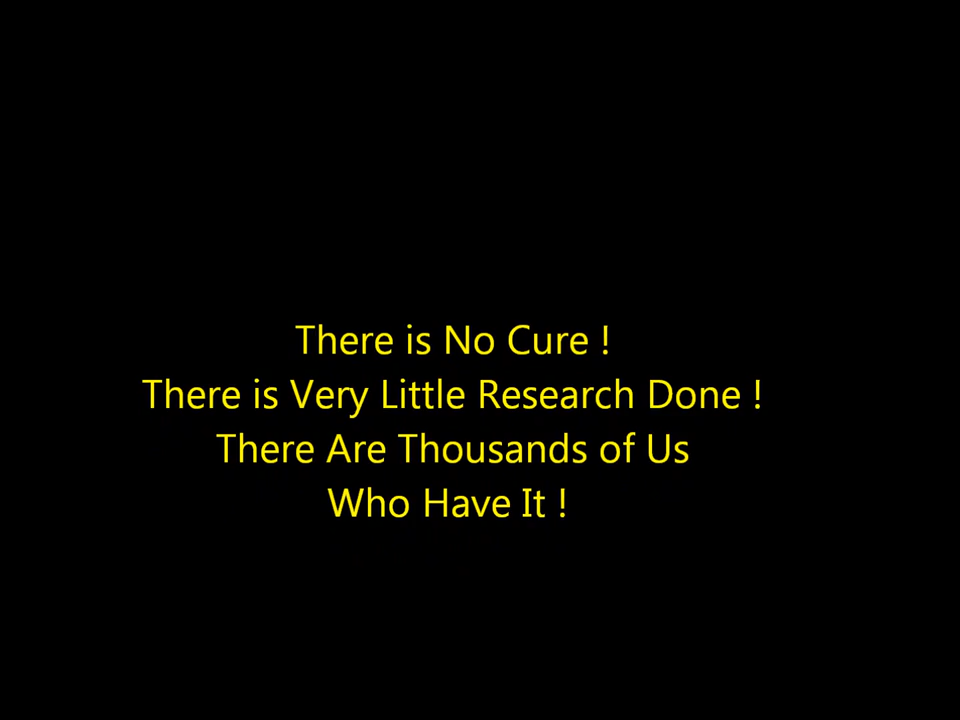 There is No Cure !
There is Very Little Research Done !
There Are Thousands of Us
Who Have It !